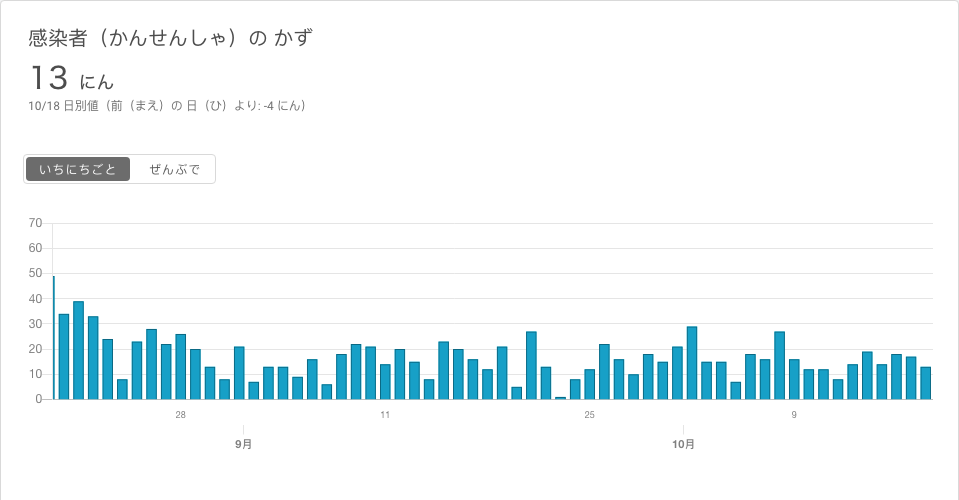 感染者（かんせんしゃ）の かず
13 にん
10/18 日別値（前（まえ）の 日（ひ）より: -4 にん）
いちにちごと ぜんぶで
70
60
50
40
30
20
10
0
28 11 25 9
9月 10月